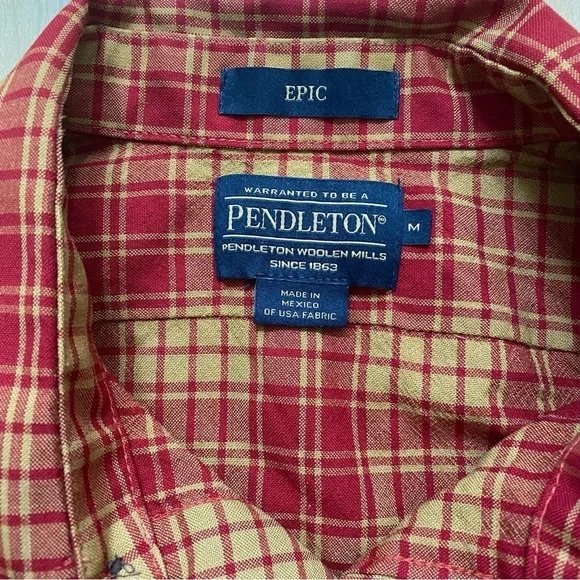 EPIC
WARRANTED TO BE A
PENDLETON®
M
PENDLETON WOOLEN MILLS
SINCE 1863
MADE IN
MEXICO
OF USA FABRIC